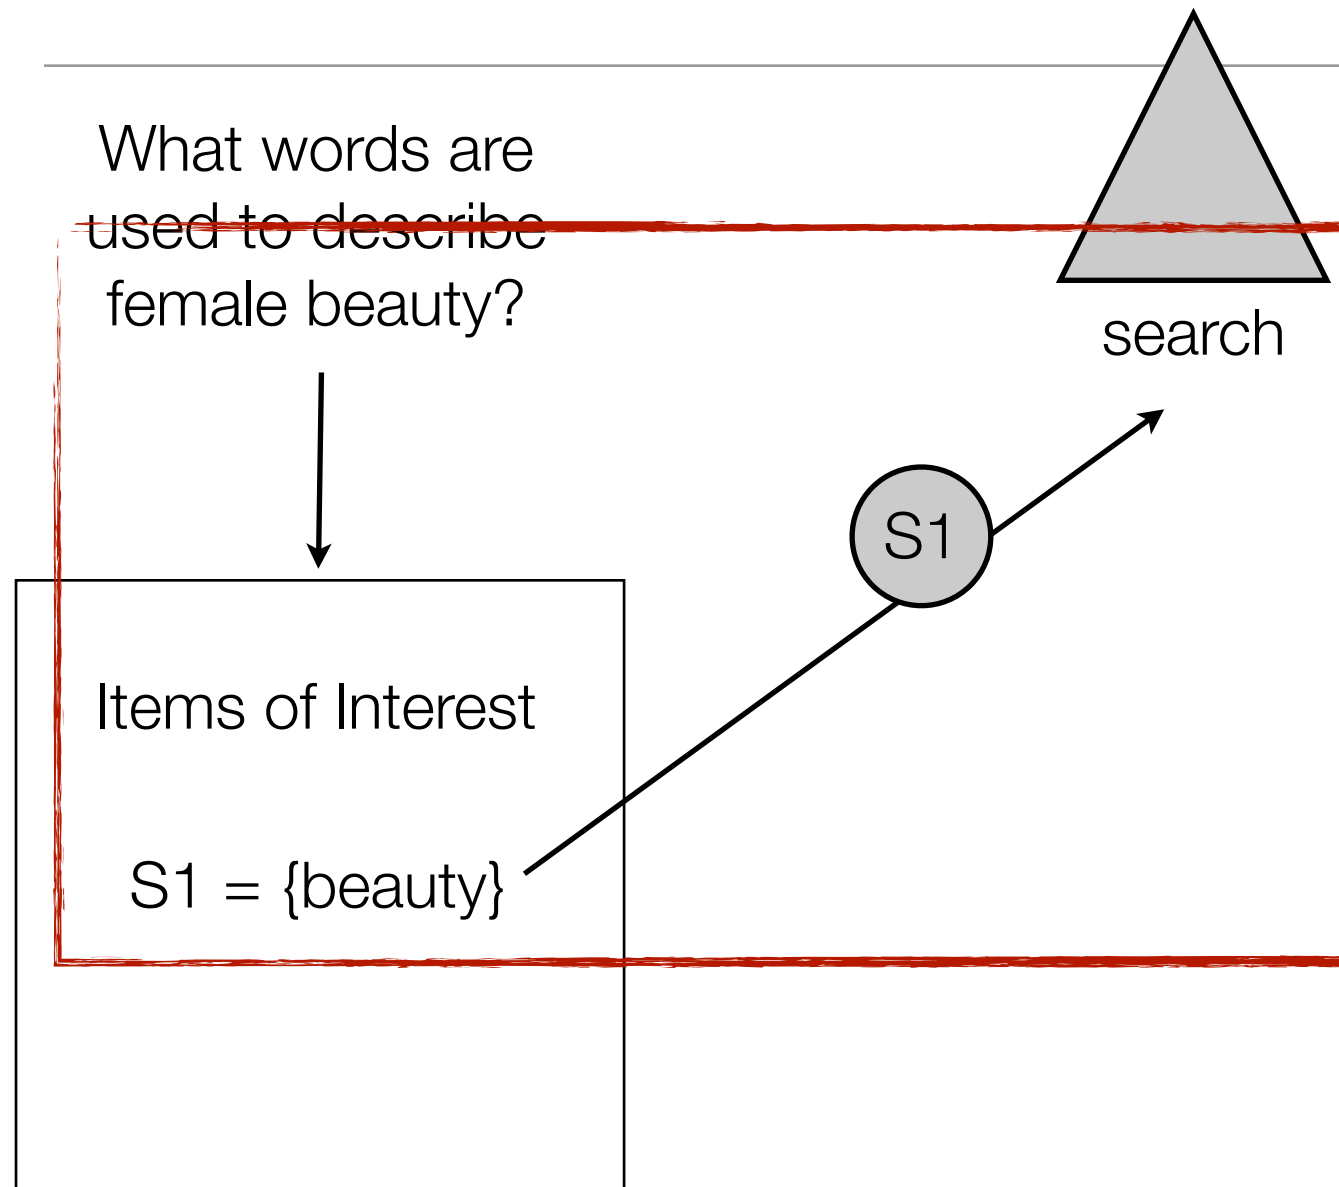 What words are
used to describe
female beauty?
search
S1
Items of Interest
S1 = {beauty}